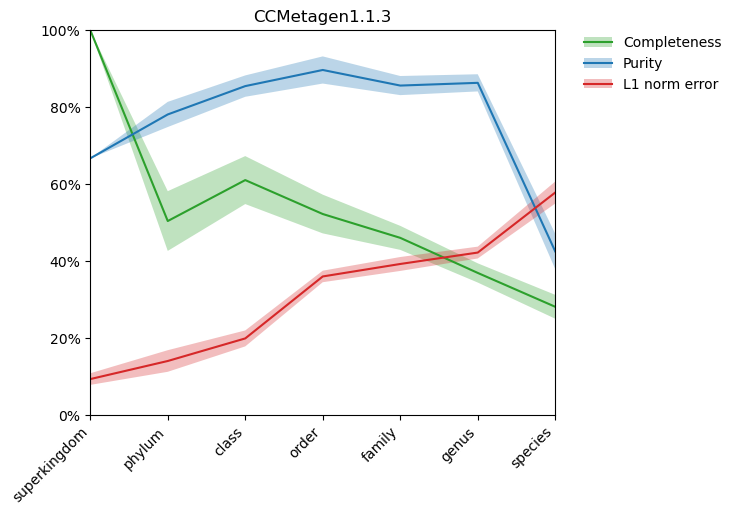 CCMetagen1.1.3
100%
80%
60%
40%
20%
0%
superkingdom
phylum
class
order
family
genus
species
Completeness
Purity
L1 norm error